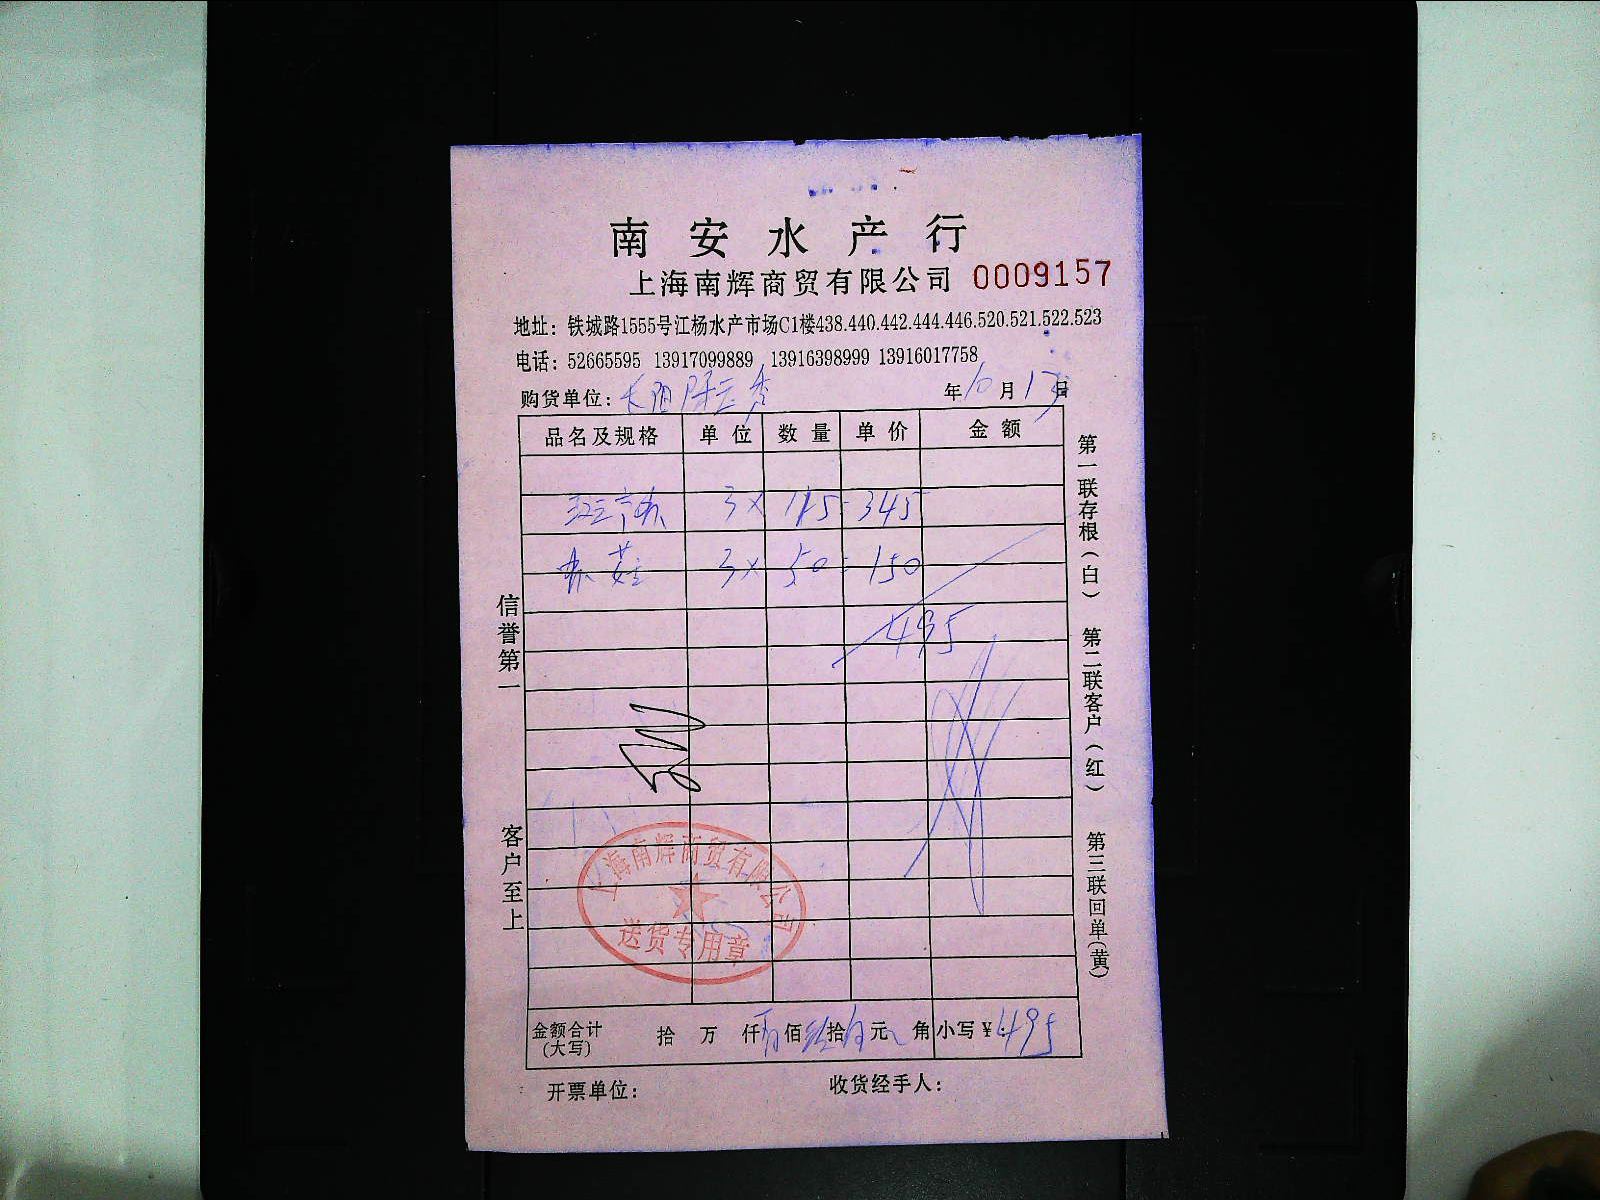 南安水产行
上海南辉商贸有限公司 0009157
地址：铁城路1555号江杨水产市场C1楼438.440.442.444.446.520.521.522.523
电话：52665595 13917099889 13916398999 13916017758
购货单位： 年10月17日
品名及规格 单位 数量 单价 金额
3× 115 = 345
3× 50 = 150
495
信誉第一
客户至上
第一联存根（白） 第二联客户（红） 第三联回单（黄）
上海南辉商贸有限公司
送货专用章
金额合计（大写） 拾 万 仟 佰 拾 元 角 小写￥：495
开票单位： 收货经手人：